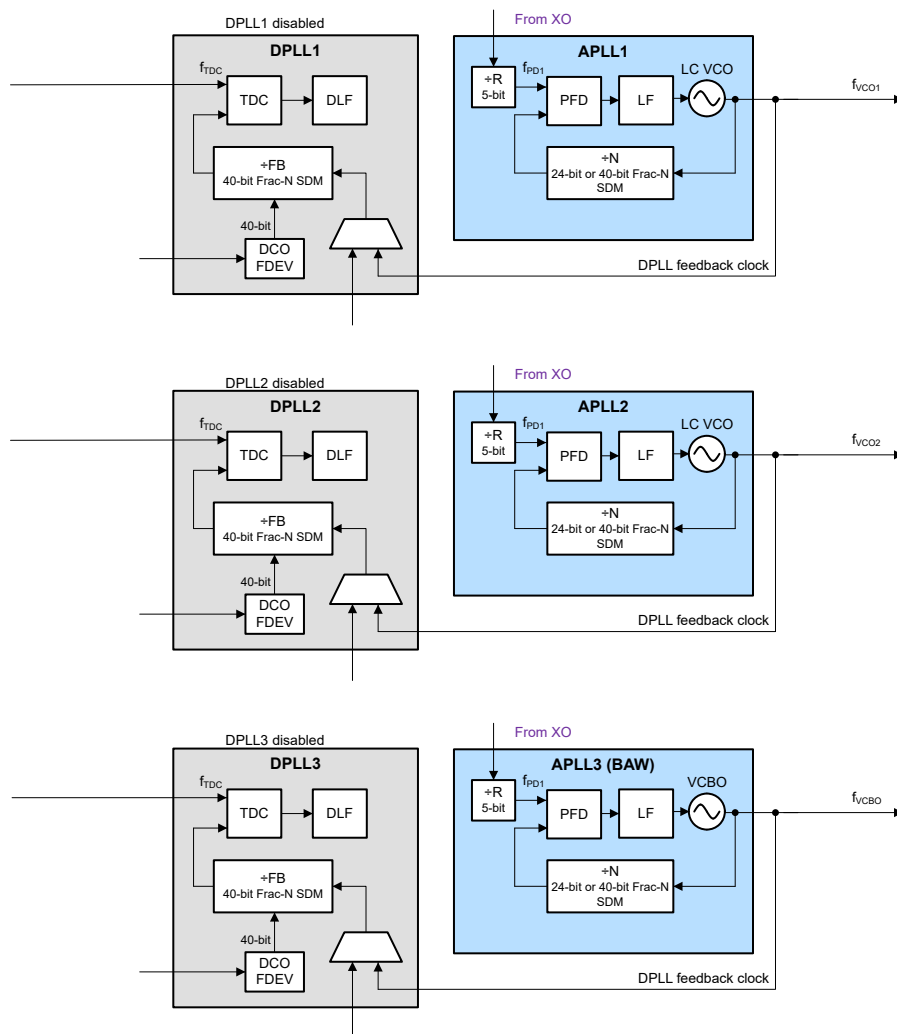 DPLL1 disabled
DPLL1
fTDC
TDC
DLF
÷FB
40-bit Frac-N SDM
40-bit
DCO
FDEV
From XO
APLL1
÷R
5-bit
fPD1
PFD
LF
LC VCO
÷N
24-bit or 40-bit Frac-N
SDM
fVCO1
DPLL feedback clock
DPLL2 disabled
DPLL2
fTDC
TDC
DLF
÷FB
40-bit Frac-N SDM
40-bit
DCO
FDEV
From XO
APLL2
÷R
5-bit
fPD1
PFD
LF
LC VCO
÷N
24-bit or 40-bit Frac-N
SDM
fVCO2
DPLL feedback clock
DPLL3 disabled
DPLL3
fTDC
TDC
DLF
÷FB
40-bit Frac-N SDM
40-bit
DCO
FDEV
From XO
APLL3 (BAW)
÷R
5-bit
fPD1
PFD
LF
VCBO
÷N
24-bit or 40-bit Frac-N
SDM
fVCBO
DPLL feedback clock